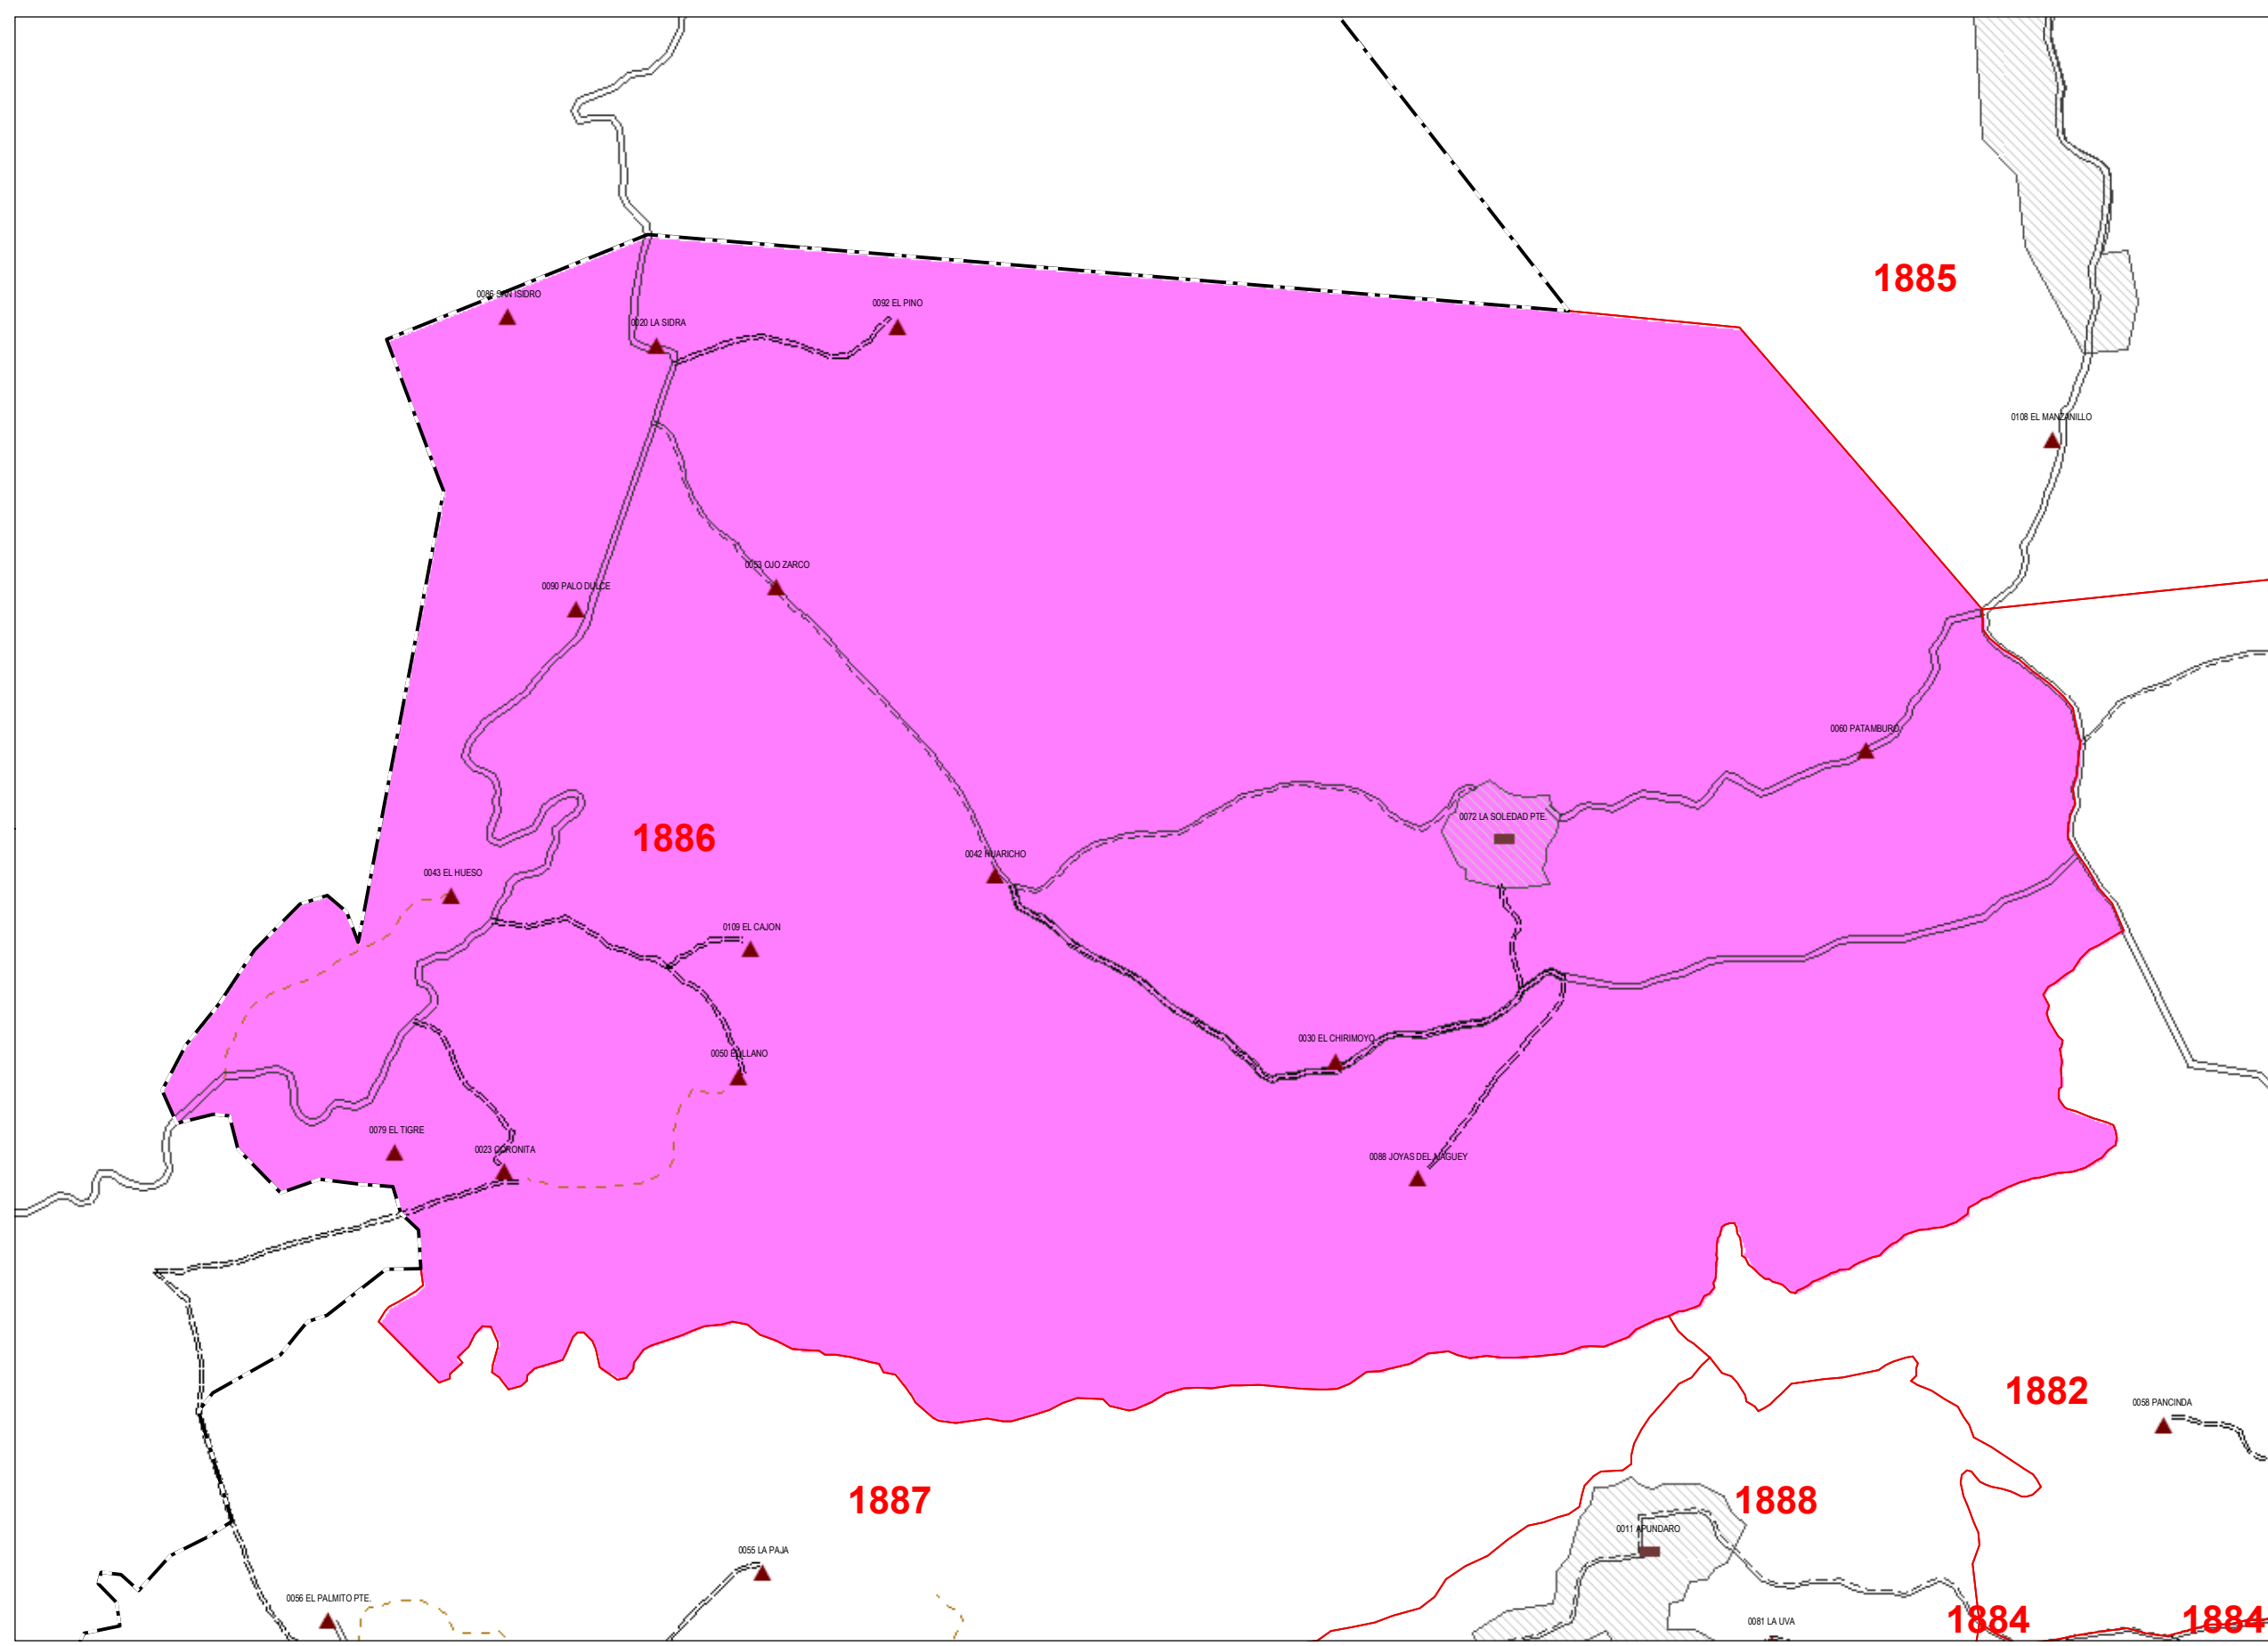 1885
0086 SAN ISIDRO
0092 EL PINO
0020 LA SIDRA
0108 EL MANZANILLO
0053 OJO ZARCO
0090 PALO DULCE
0060 PATAMBURO
0072 LA SOLEDAD PTE.
1886
0042 HUARICHO
0043 EL HUESO
0109 EL CAJON
0030 EL CHIRIMOYO
0050 EL LLANO
0079 EL TIGRE
0023 CORONITA
0088 JOYAS DEL MAGUEY
1882
0058 PANCINDA
1887
1888
0011 APUNDARO
0055 LA PAJA
0056 EL PALMITO PTE.
0081 LA UVA
1884
1884